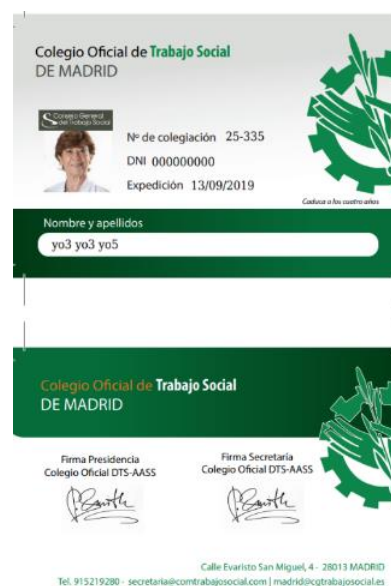 Colegio Oficial de Trabajo Social
DE MADRID
Consejo General
del Trabajo Social
Nº de colegiación 25-335
DNI 000000000
Expedición 13/09/2019
Caduca a los cuatro años
Nombre y apellidos
yo3 yo3 yo5
Colegio Oficial de Trabajo Social
DE MADRID
Firma Presidencia
Colegio Oficial DTS-AASS
Firma Secretaria
Colegio Oficial DTS-AASS
Calle Evaristo San Miguel, 4 - 28013 MADRID
Tel. 915219280 - secretaria@comtrabajosocial.com | madrid@cgtrabajosocial.es